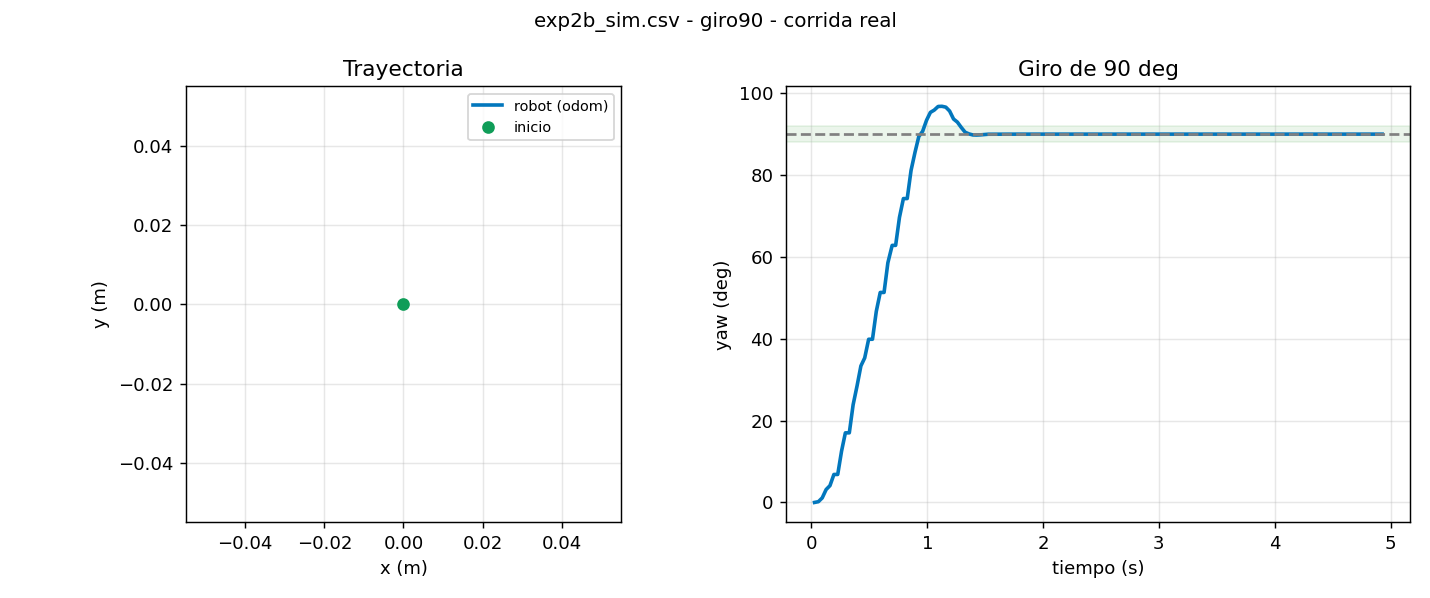 exp2b_sim.csv - giro90 - corrida real
Trayectoria
robot (odom)
inicio
0.04
0.02
0.00
−0.02
−0.04
y (m)
−0.04 −0.02 0.00 0.02 0.04
x (m)
Giro de 90 deg
100
80
60
40
20
0
yaw (deg)
0 1 2 3 4 5
tiempo (s)